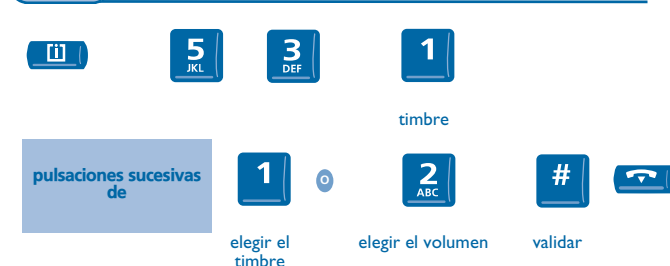 i
5 3 1
JKL DEF
timbre
pulsaciones sucesivas
de
1 o 2 #
ABC
elegir el
timbre
elegir el volumen
validar